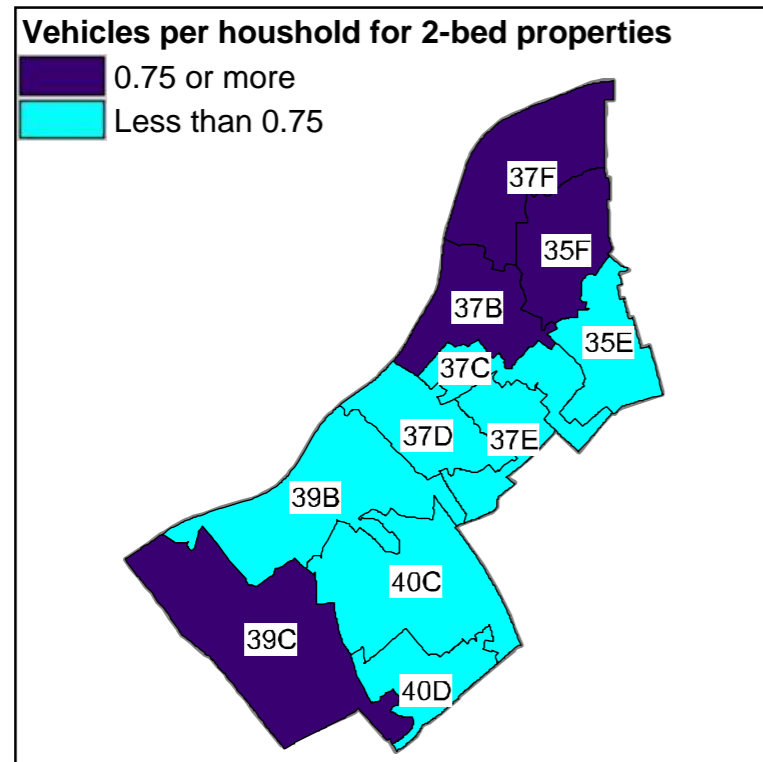 Vehicles per houshold for 2-bed properties
0.75 or more
Less than 0.75
37F
35F
37B
35E
37C
37D
37E
39B
40C
39C
40D